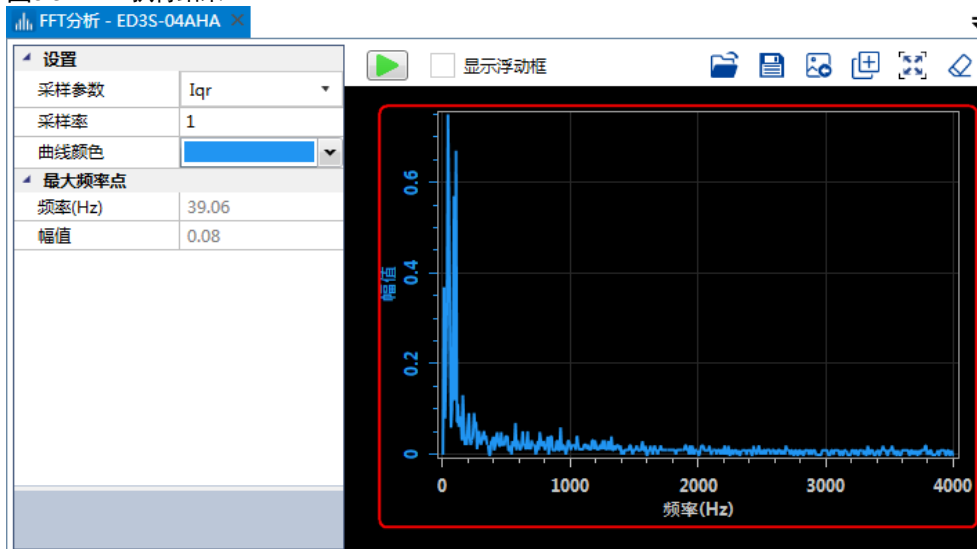 FFT分析 - ED3S-04AHA
设置
采样参数 Iqr
采样率 1
曲线颜色
最大频率点
频率(Hz) 39.06
幅值 0.08
显示浮动框
幅值
0.6
0.4
0.2
0
0 1000 2000 3000 4000
频率(Hz)